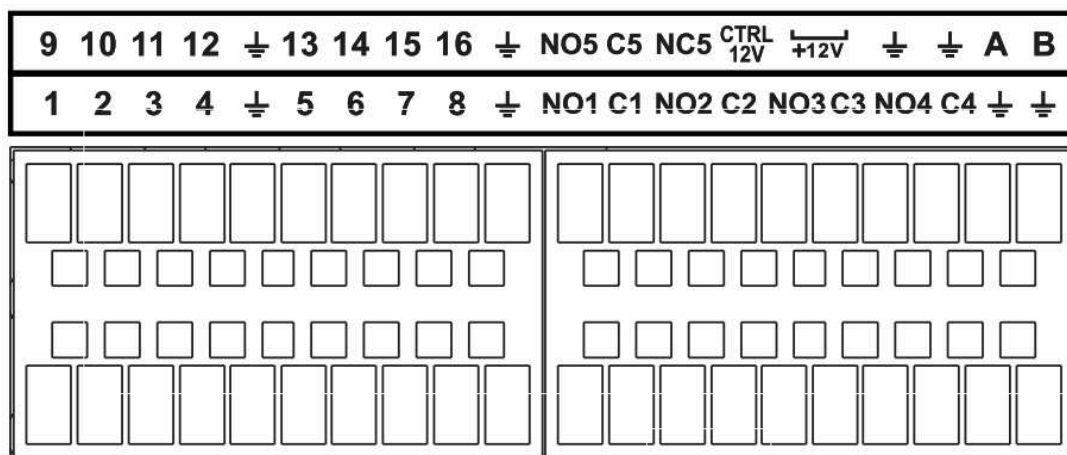 9 10 11 12 ⏚ 13 14 15 16 ⏚ NO5 C5 NC5 CTRL 12V +12V ⏚ ⏚ A B
1 2 3 4 ⏚ 5 6 7 8 ⏚ NO1 C1 NO2 C2 NO3 C3 NO4 C4 ⏚ ⏚